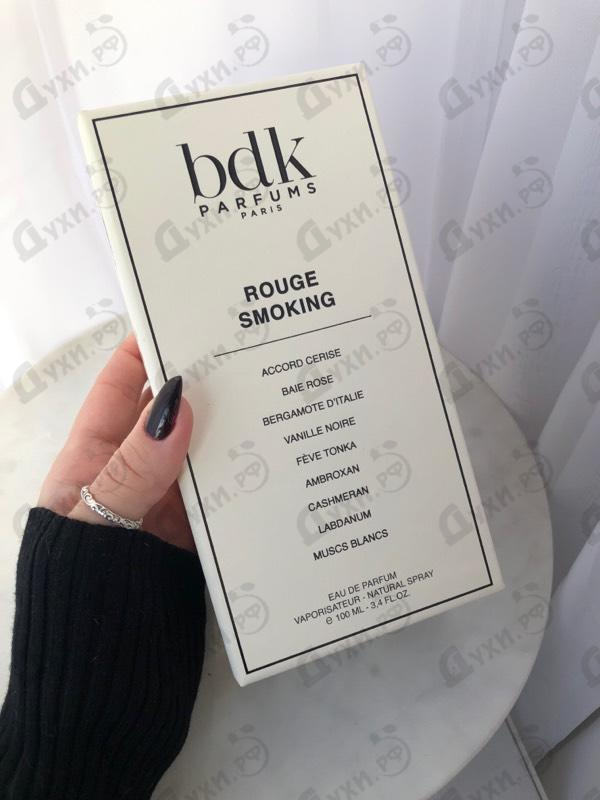 bdk
PARFUMS
PARIS
ROUGE
SMOKING
ACCORD CERISE
BAIE ROSE
BERGAMOTE D'ITALIE
VANILLE NOIRE
FÈVE TONKA
AMBROXAN
CASHMERAN
LABDANUM
MUSCS BLANCS
EAU DE PARFUM
VAPORISATEUR - NATURAL SPRAY
e 100 ML - 3,4 FL.OZ.
Духи.РФ